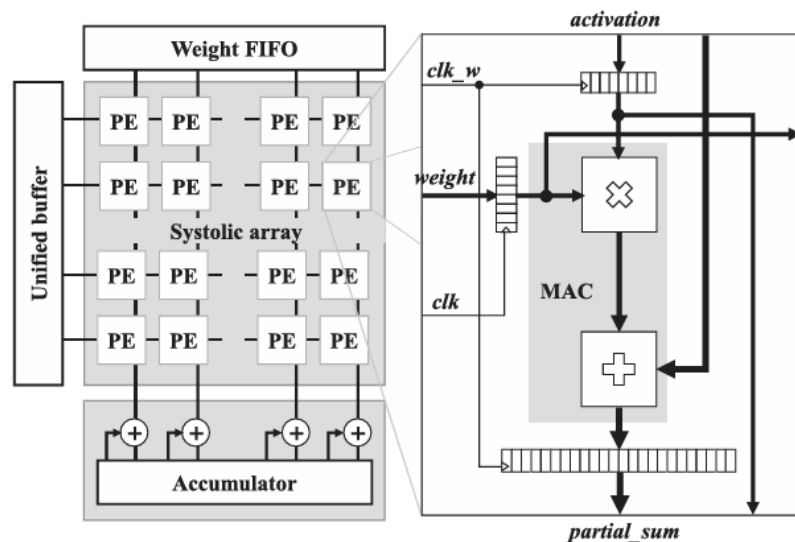 Weight FIFO
Unified buffer
PE PE PE PE
PE PE PE PE
Systolic array
PE PE PE PE
PE PE PE PE
Accumulator
activation
clk_w
weight
clk
MAC
partial_sum